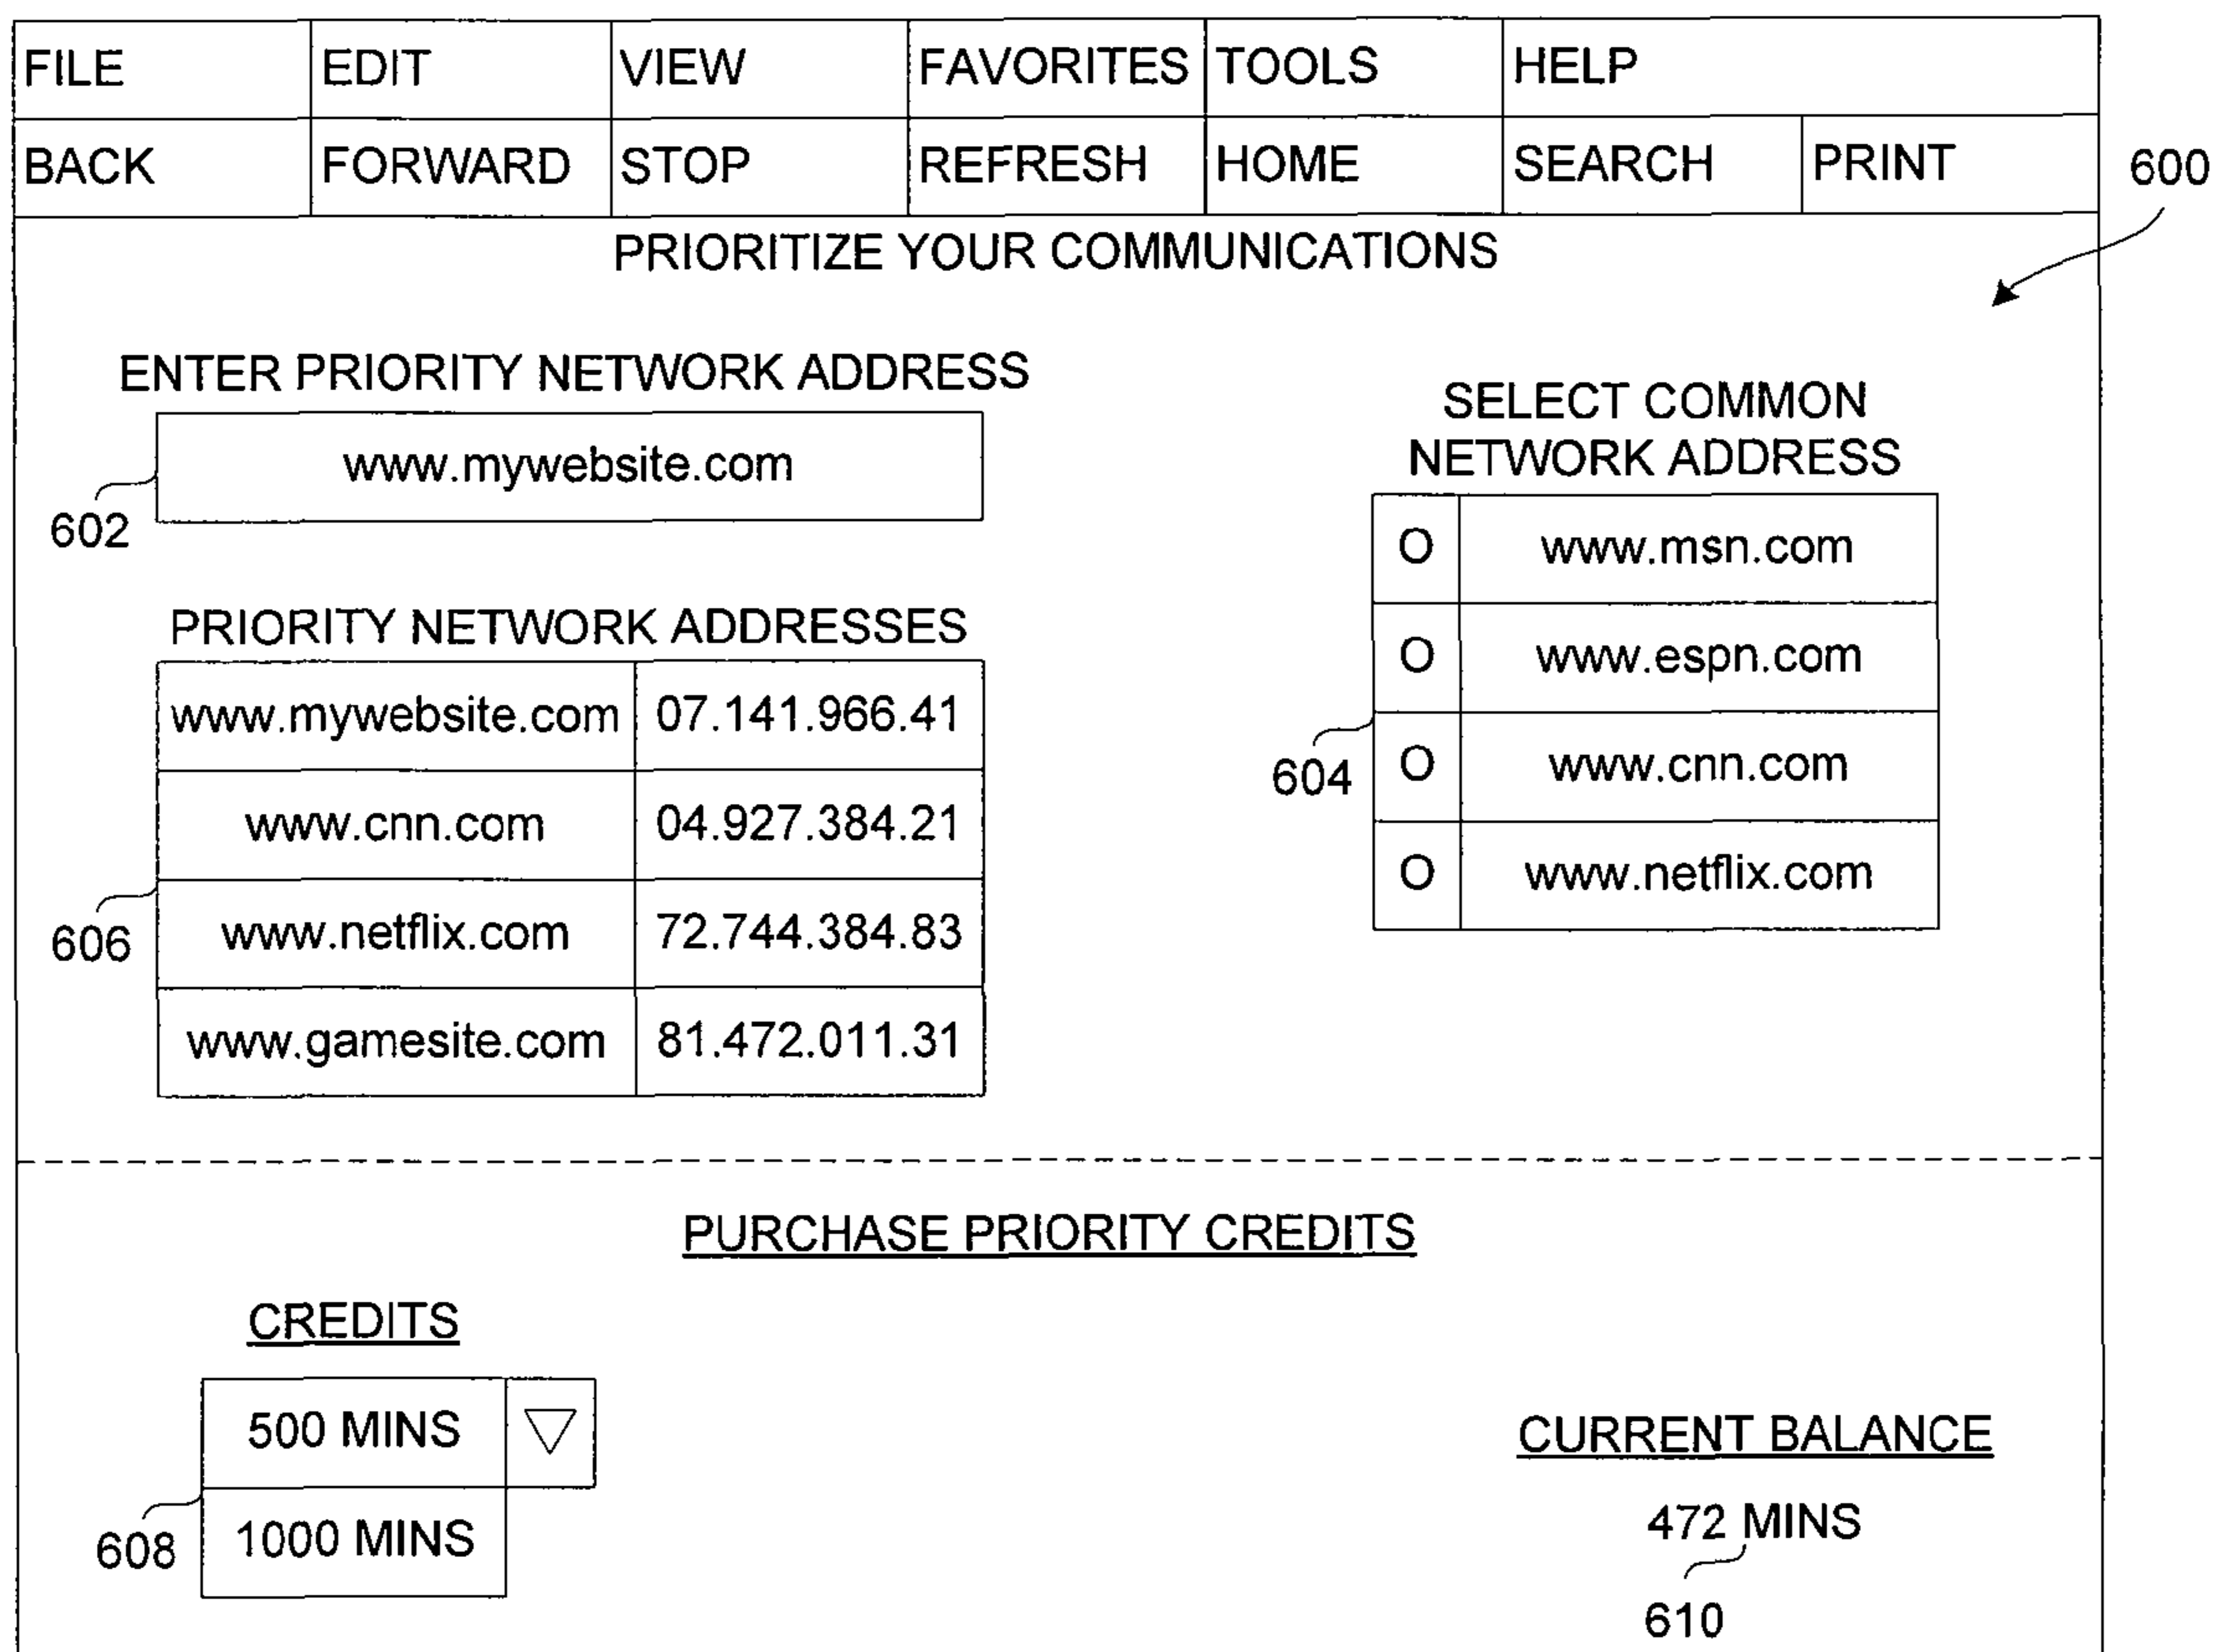 FILE EDIT VIEW FAVORITES TOOLS HELP
BACK FORWARD STOP REFRESH HOME SEARCH PRINT
600
PRIORITIZE YOUR COMMUNICATIONS
ENTER PRIORITY NETWORK ADDRESS
www.mywebsite.com
602
SELECT COMMON
NETWORK ADDRESS
O www.msn.com
O www.espn.com
O www.cnn.com
O www.netflix.com
604
PRIORITY NETWORK ADDRESSES
www.mywebsite.com 07.141.966.41
www.cnn.com 04.927.384.21
www.netflix.com 72.744.384.83
www.gamesite.com 81.472.011.31
606
PURCHASE PRIORITY CREDITS
CREDITS
500 MINS
1000 MINS
608
CURRENT BALANCE
472 MINS
610